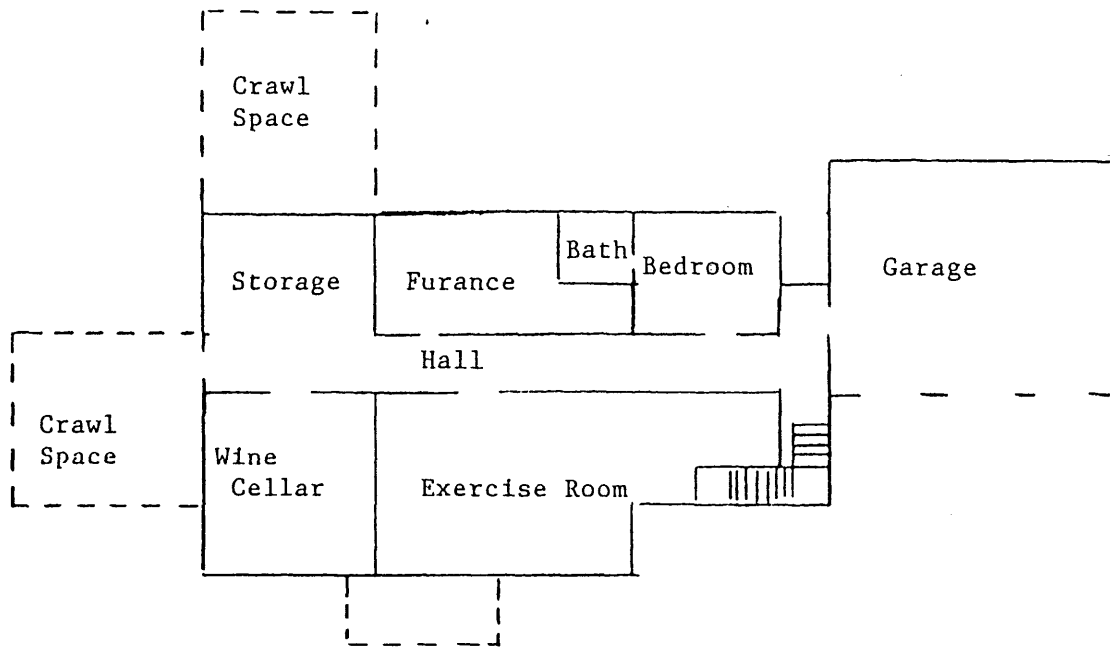 Crawl
Space
Bath
Bedroom
Storage
Furance
Garage
Hall
Crawl
Space
Wine
Cellar
Exercise Room